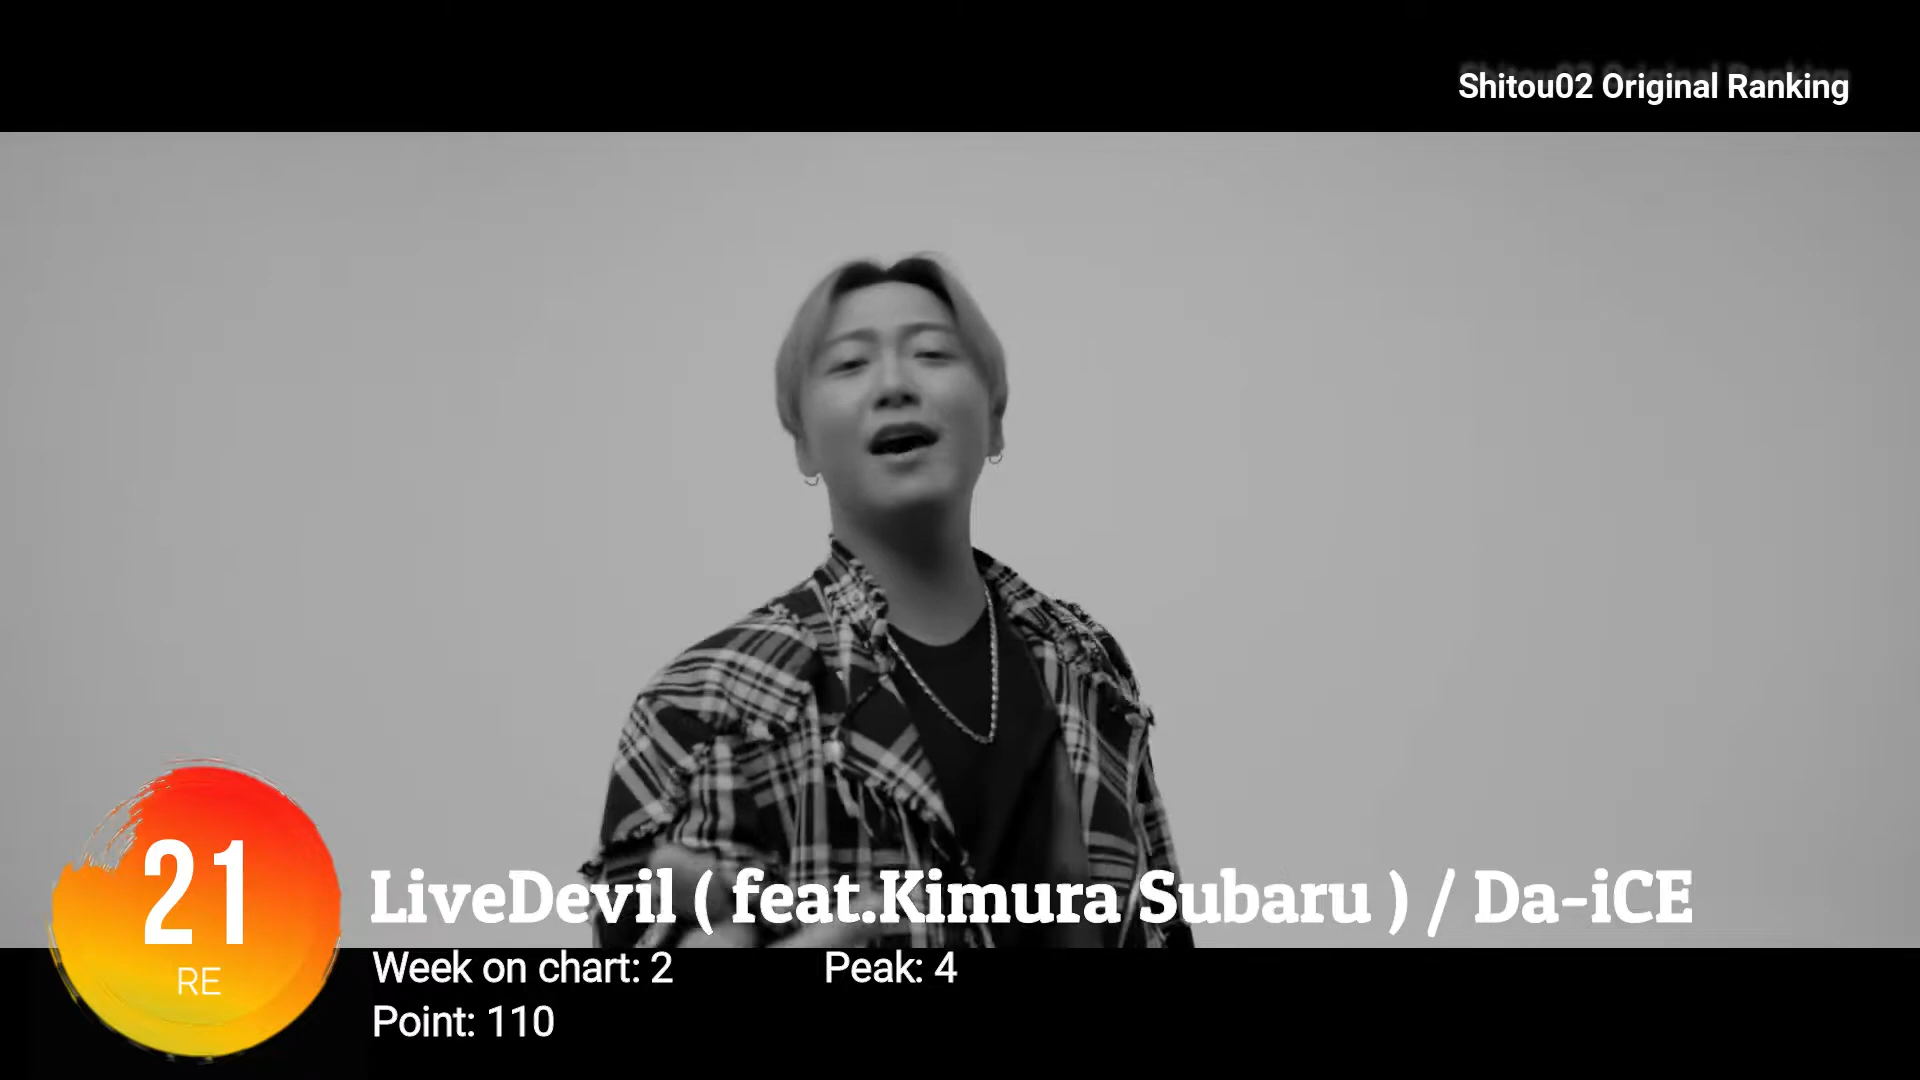 Shitou02 Original Ranking
21
RE
LiveDevil ( feat.Kimura Subaru ) / Da-iCE
Week on chart: 2
Peak: 4
Point: 110